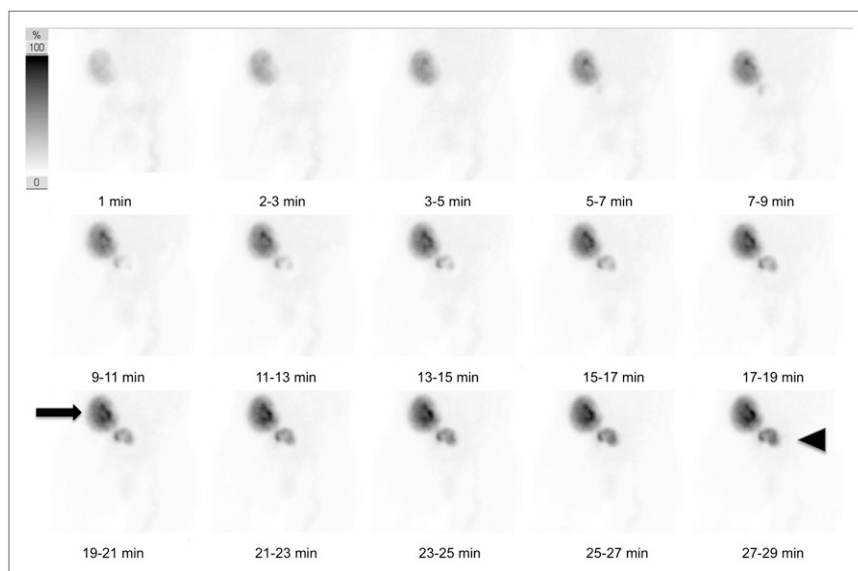 %
100
0
1 min
2-3 min
3-5 min
5-7 min
7-9 min
9-11 min
11-13 min
13-15 min
15-17 min
17-19 min
19-21 min
21-23 min
23-25 min
25-27 min
27-29 min